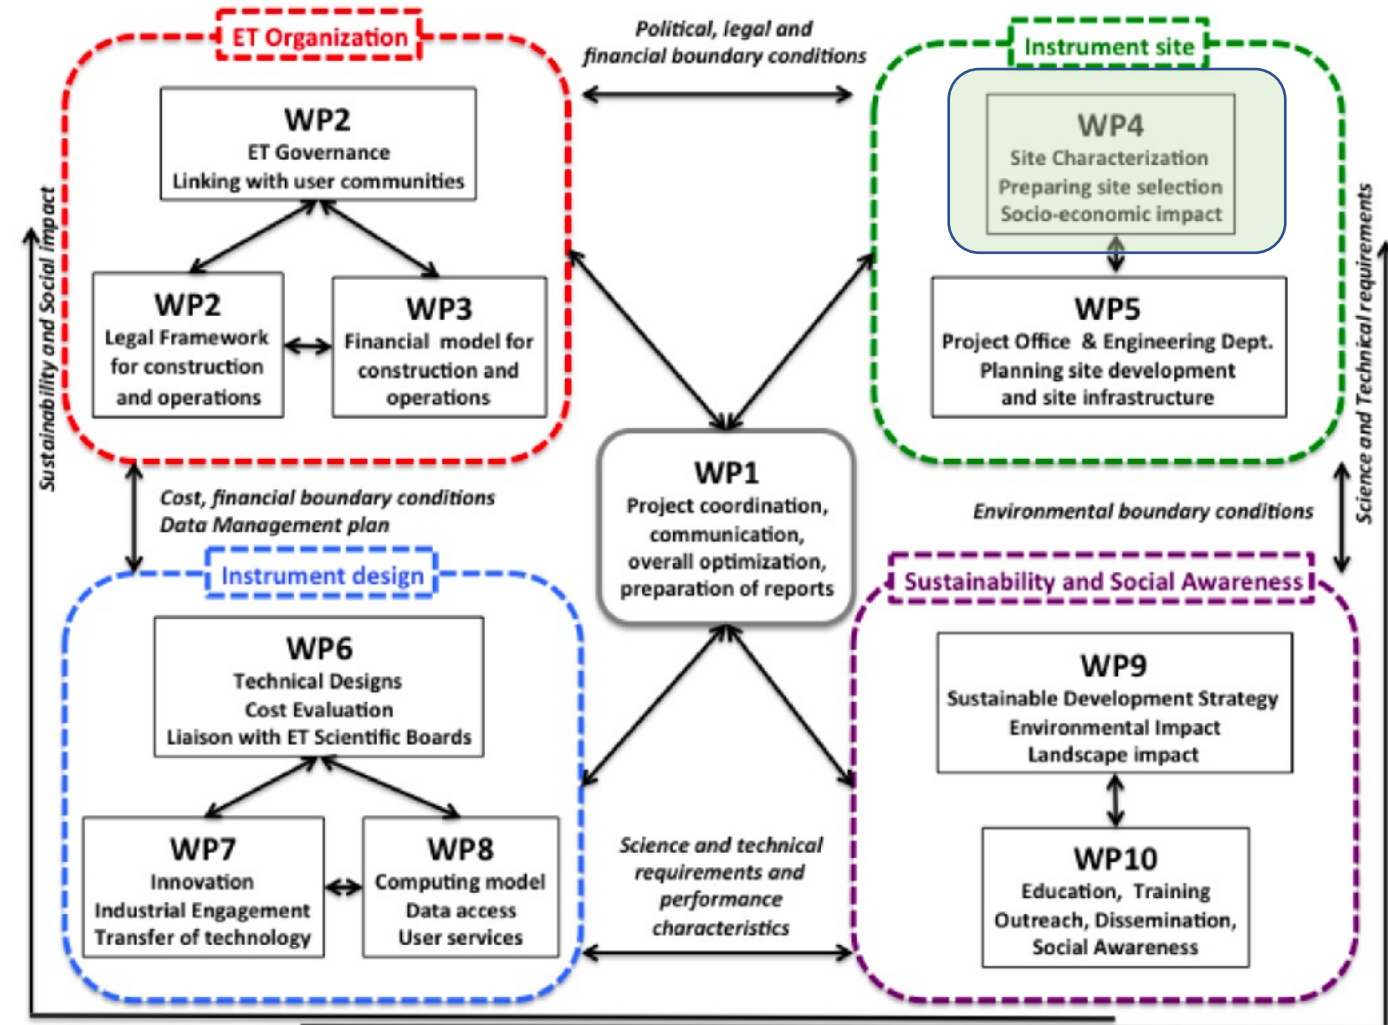 ET Organization
WP2
ET Governance
Linking with user communities
WP2
Legal Framework
for construction
and operations
WP3
Financial model for
construction and
operations
Political, legal and
financial boundary conditions
Instrument site
WP4
Site Characterization
Preparing site selection
Socio-economic impact
WP5
Project Office & Engineering Dept.
Planning site development
and site infrastructure
Sustainability and Social impact
Science and Technical requirements
Cost, financial boundary conditions
Data Management plan
WP1
Project coordination,
communication,
overall optimization,
preparation of reports
Environmental boundary conditions
Instrument design
WP6
Technical Designs
Cost Evaluation
Liaison with ET Scientific Boards
WP7
Innovation
Industrial Engagement
Transfer of technology
WP8
Computing model
Data access
User services
Science and technical
requirements and
performance
characteristics
Sustainability and Social Awareness
WP9
Sustainable Development Strategy
Environmental Impact
Landscape impact
WP10
Education, Training
Outreach, Dissemination,
Social Awareness